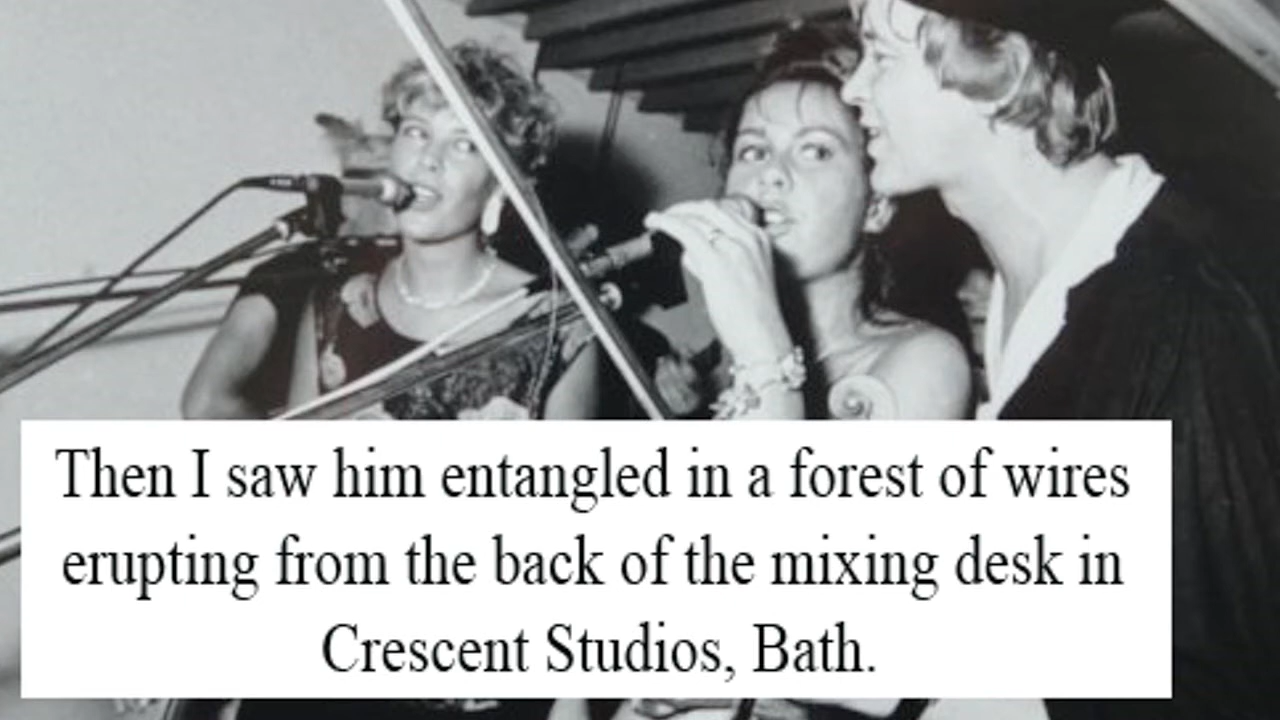 Then I saw him entangled in a forest of wires
erupting from the back of the mixing desk in
Crescent Studios, Bath.